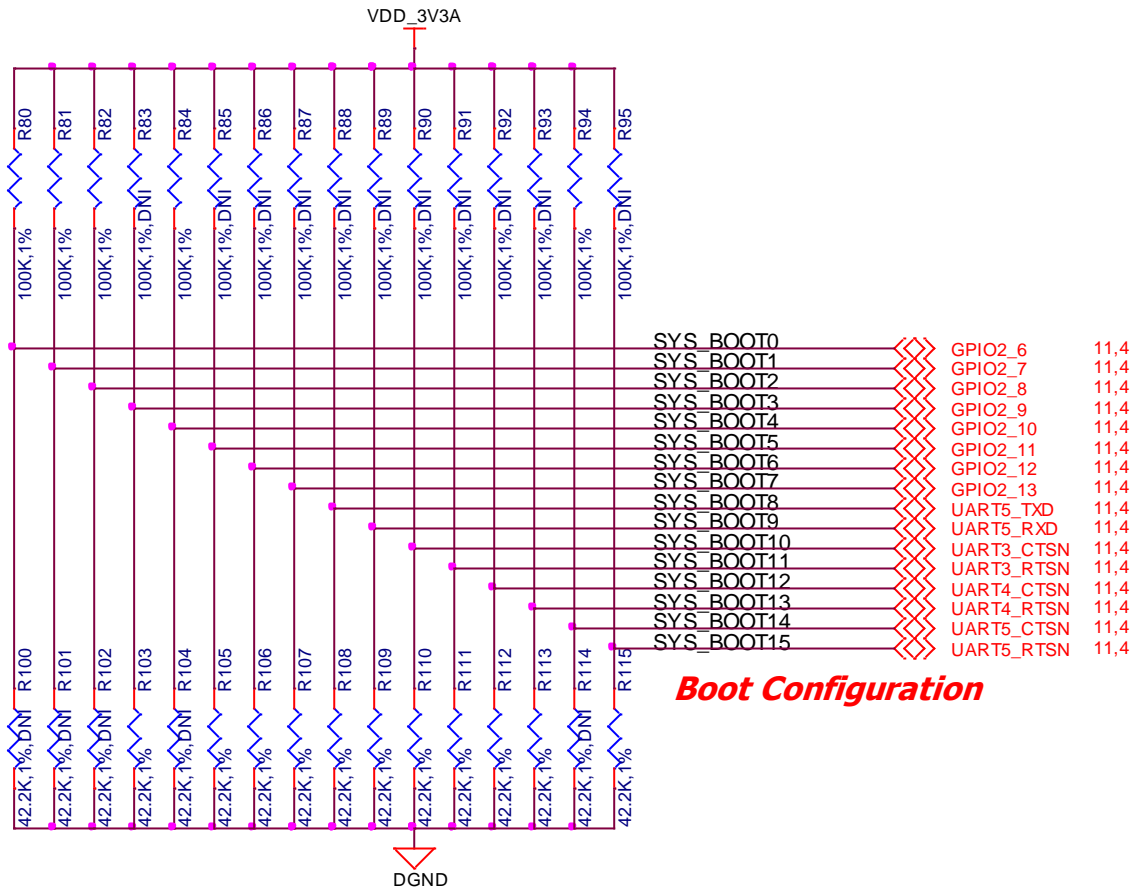 VDD_3V3A
R80
R81
R82
R83
R84
R85
R86
R87
R88
R89
R90
R91
R92
R93
R94
R95
100K,1%
100K,1%
100K,1%
100K,1%,DNI
100K,1%
100K,1%,DNI
100K,1%,DNI
100K,1%,DNI
100K,1%,DNI
100K,1%,DNI
100K,1%,DNI
100K,1%,DNI
100K,1%,DNI
100K,1%,DNI
100K,1%
100K,1%,DNI
SYS_BOOT0 GPIO2_6 11,4
SYS_BOOT1 GPIO2_7 11,4
SYS_BOOT2 GPIO2_8 11,4
SYS_BOOT3 GPIO2_9 11,4
SYS_BOOT4 GPIO2_10 11,4
SYS_BOOT5 GPIO2_11 11,4
SYS_BOOT6 GPIO2_12 11,4
SYS_BOOT7 GPIO2_13 11,4
SYS_BOOT8 UART5_TXD 11,4
SYS_BOOT9 UART5_RXD 11,4
SYS_BOOT10 UART3_CTSN 11,4
SYS_BOOT11 UART3_RTSN 11,4
SYS_BOOT12 UART4_CTSN 11,4
SYS_BOOT13 UART4_RTSN 11,4
SYS_BOOT14 UART5_CTSN 11,4
SYS_BOOT15 UART5_RTSN 11,4
Boot Configuration
R100
R101
R102
R103
R104
R105
R106
R107
R108
R109
R110
R111
R112
R113
R114
R115
42.2K,1%,DNI
42.2K,1%,DNI
42.2K,1%,DNI
42.2K,1%
42.2K,1%,DNI
42.2K,1%
42.2K,1%
42.2K,1%
42.2K,1%
42.2K,1%
42.2K,1%
42.2K,1%
42.2K,1%
42.2K,1%
42.2K,1%,DNI
42.2K,1%
DGND